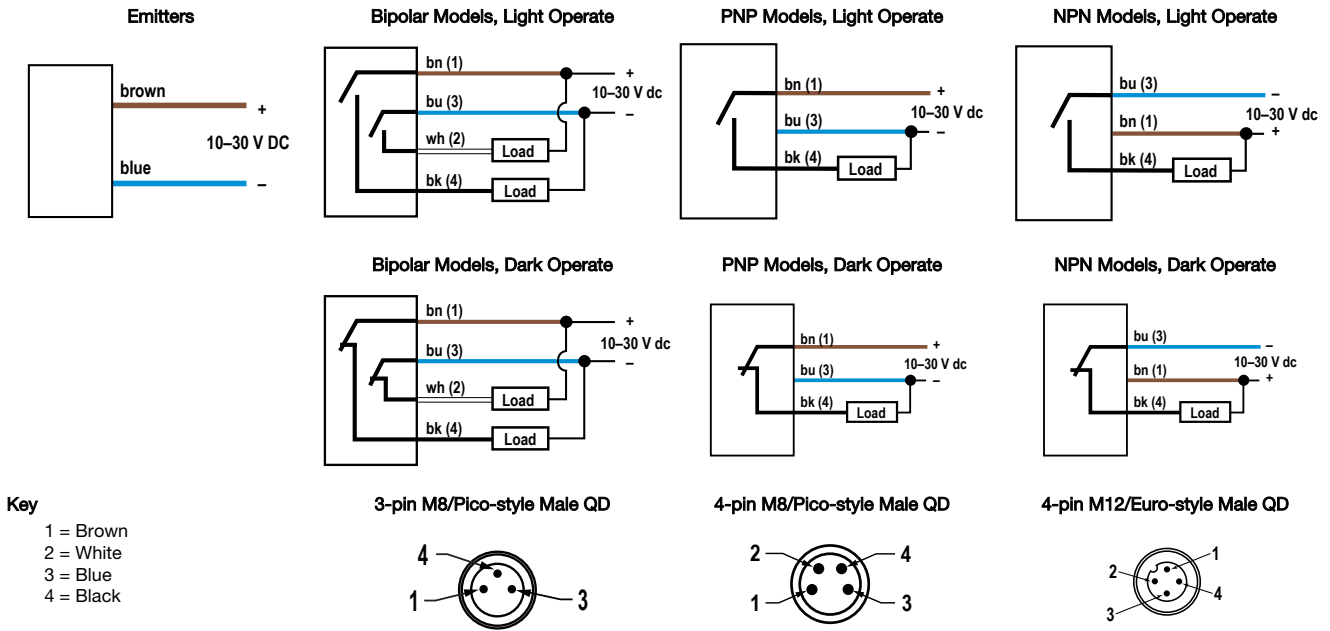 Emitters
brown
+
10–30 V DC
blue
–
Bipolar Models, Light Operate
bn (1)
+
10–30 V dc
bu (3)
–
wh (2)
Load
bk (4)
Load
PNP Models, Light Operate
bn (1)
+
10–30 V dc
bu (3)
–
bk (4)
Load
NPN Models, Light Operate
bu (3)
–
10–30 V dc
bn (1)
+
bk (4)
Load
Bipolar Models, Dark Operate
bn (1)
+
10–30 V dc
bu (3)
–
wh (2)
Load
bk (4)
Load
PNP Models, Dark Operate
bn (1)
+
10–30 V dc
bu (3)
–
bk (4)
Load
NPN Models, Dark Operate
bu (3)
–
10–30 V dc
bn (1)
+
bk (4)
Load
Key
1 = Brown
2 = White
3 = Blue
4 = Black
3-pin M8/Pico-style Male QD
4
1
3
4-pin M8/Pico-style Male QD
2
4
1
3
4-pin M12/Euro-style Male QD
1
2
4
3